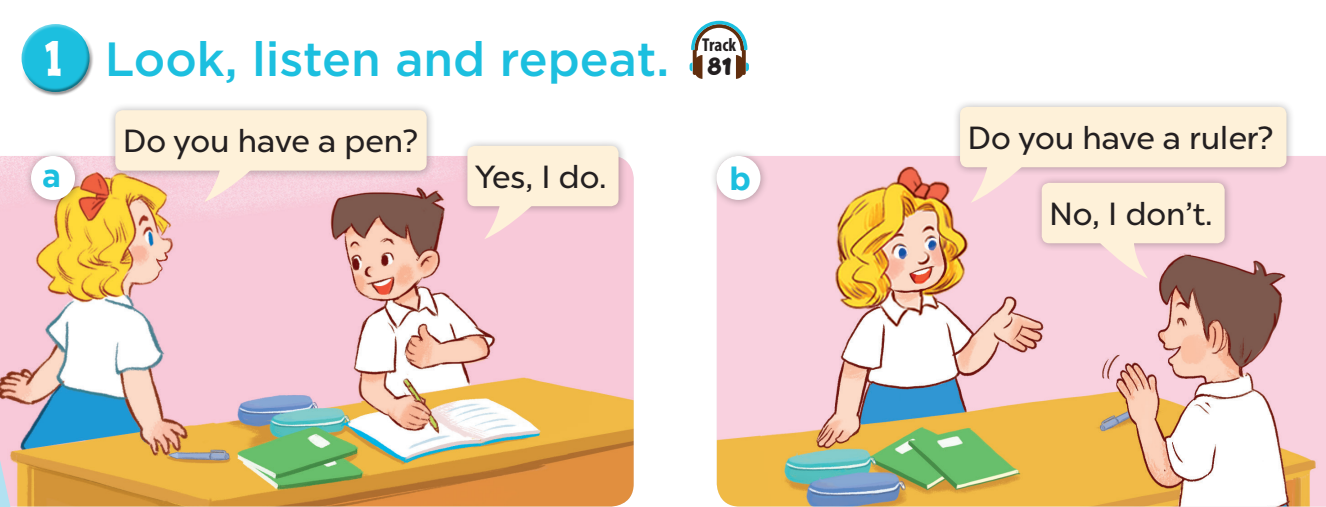 1 Look, listen and repeat.
Track
81
a
Do you have a pen?
Yes, I do.
b
Do you have a ruler?
No, I don't.